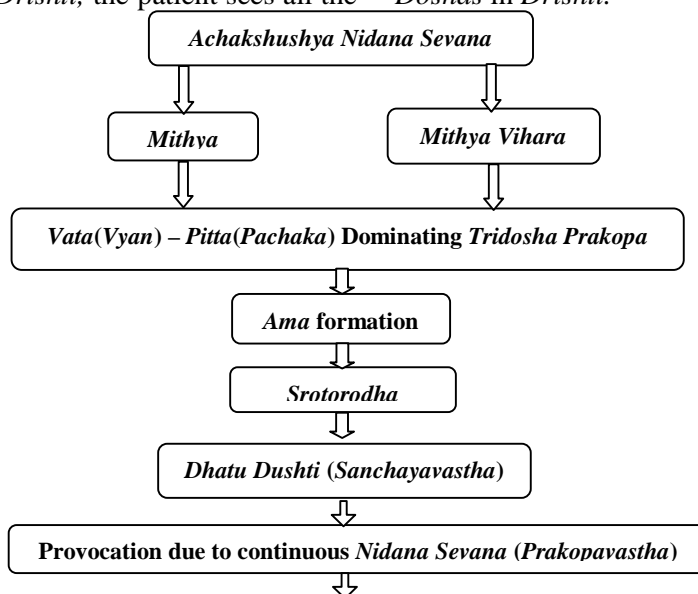 Drishti, the patient sees all the Doshas in Drishti.
Achakshushya Nidana Sevana
Mithya
Mithya Vihara
Vata(Vyan) – Pitta(Pachaka) Dominating Tridosha Prakopa
Ama formation
Srotorodha
Dhatu Dushti (Sanchayavastha)
Provocation due to continuous Nidana Sevana (Prakopavastha)